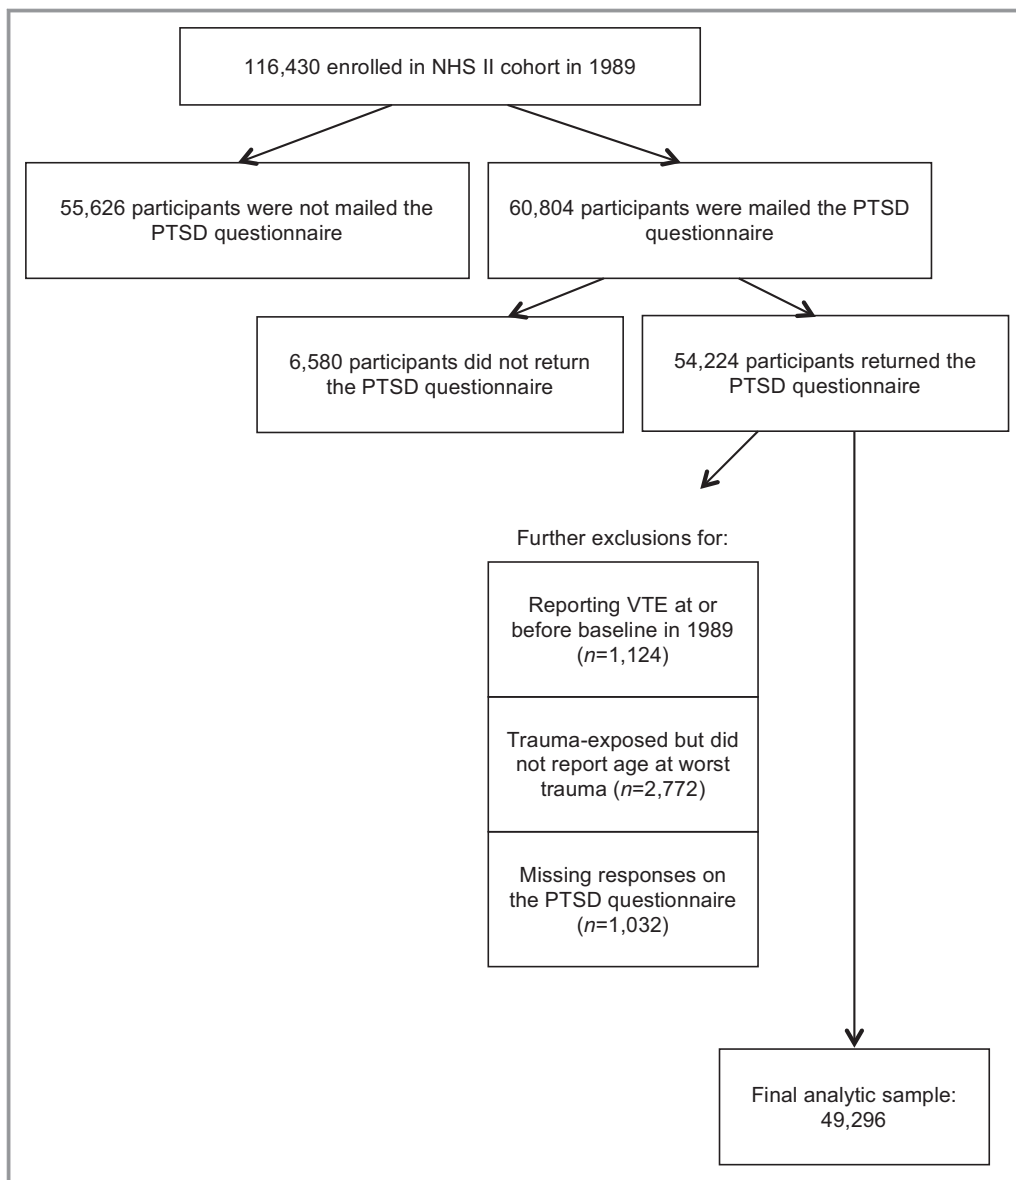 116,430 enrolled in NHS II cohort in 1989
55,626 participants were not mailed the
PTSD questionnaire
60,804 participants were mailed the PTSD
questionnaire
6,580 participants did not return
the PTSD questionnaire
54,224 participants returned the
PTSD questionnaire
Further exclusions for:
Reporting VTE at or
before baseline in 1989
(n=1,124)
Trauma-exposed but did
not report age at worst
trauma (n=2,772)
Missing responses on
the PTSD questionnaire
(n=1,032)
Final analytic sample:
49,296